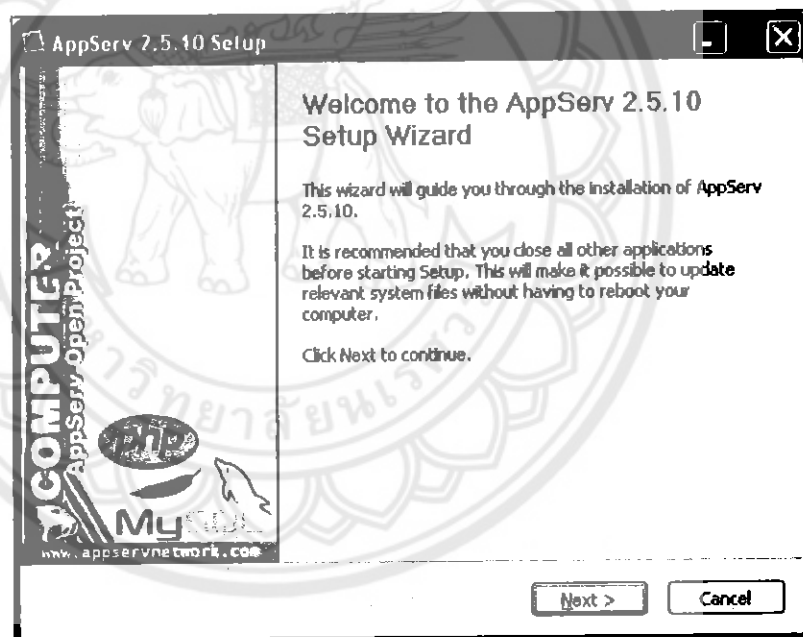 AppServ 2.5.10 Setup
Welcome to the AppServ 2.5.10
Setup Wizard
This wizard will guide you through the installation of AppServ
2.5.10.
It is recommended that you close all other applications
before starting Setup. This will make it possible to update
relevant system files without having to reboot your
computer.
Click Next to continue.
COMPUTER
AppServ Open Project
MySQL
www.appservnetwork.com
Next >
Cancel